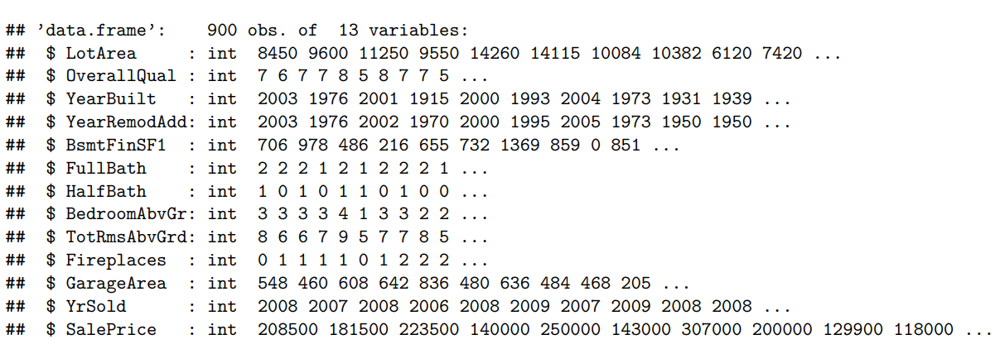 ## ’data.frame’:    900 obs. of  13 variables:
##  $ LotArea     : int  8450 9600 11250 9550 14260 14115 10084 10382 6120 7420 ...
##  $ OverallQual : int  7 6 7 7 8 5 8 7 7 5 ...
##  $ YearBuilt   : int  2003 1976 2001 1915 2000 1993 2004 1973 1931 1939 ...
##  $ YearRemodAdd: int  2003 1976 2002 1970 2000 1995 2005 1973 1950 1950 ...
##  $ BsmtFinSF1  : int  706 978 486 216 655 732 1369 859 0 851 ...
##  $ FullBath    : int  2 2 2 1 2 1 2 2 2 1 ...
##  $ HalfBath    : int  1 0 1 0 1 1 0 1 0 0 ...
##  $ BedroomAbvGr: int  3 3 3 3 4 1 3 3 2 2 ...
##  $ TotRmsAbvGrd: int  8 6 6 7 9 5 7 7 8 5 ...
##  $ Fireplaces  : int  0 1 1 1 1 0 1 2 2 2 ...
##  $ GarageArea  : int  548 460 608 642 836 480 636 484 468 205 ...
##  $ YrSold      : int  2008 2007 2008 2006 2008 2009 2007 2009 2008 2008 ...
##  $ SalePrice   : int  208500 181500 223500 140000 250000 143000 307000 200000 129900 118000 ...